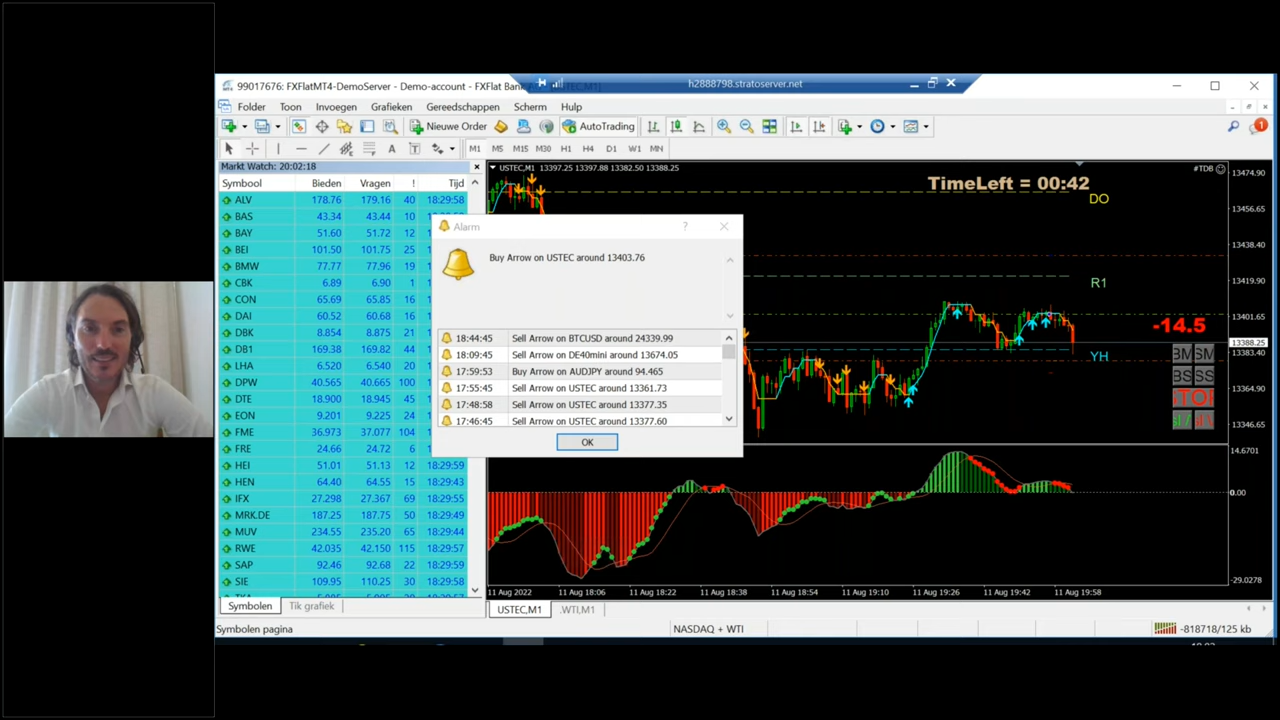 99017676: FXFlatMT4-DemoServer - Demo-account - FXFlat Bank
h2888798.stratoserver.net
Folder Toon Invoegen Grafieken Gereedschappen Scherm Hulp
Nieuwe Order AutoTrading 1
A T M1 M5 M15 M30 H1 H4 D1 W1 MN
Markt Watch: 20:02:18
Symbool Bieden Vragen ! Tijd
ALV 178.76 179.16 40 18:29:58
BAS 43.34 43.44 10
BAY 51.60 51.72 12
BEI 101.50 101.75 25
BMW 77.77 77.96 19
CBK 6.89 6.90 1
CON 65.69 65.85 16
DAI 60.52 60.68 16
DBK 8.854 8.875 21
DB1 169.38 169.82 44
LHA 6.520 6.536 16
DPW 40.565 40.665 100
DTE 18.900 18.945 45
EON 9.201 9.225 24
FME 36.973 37.077 104
FRE 24.66 24.72 6
HEI 51.01 51.13 12 18:29:59
HEN 64.40 64.55 15 18:29:43
IFX 27.298 27.367 69 18:29:55
MRK.DE 187.25 187.75 50 18:29:49
MUV 234.55 235.20 65 18:29:44
RWE 42.035 42.150 115 18:29:57
SAP 92.46 92.68 22 18:29:59
SIE 109.95 110.25 30 18:29:58
Symbolen Tik grafiek
Symbolen pagina
USTEC,M1 13397.25 13397.88 13382.50 13388.25
#TDB
TimeLeft = 00:42
DO
R1
YH
-14.5
BM SM
BS SS
STOP
13474.90
13456.65
13438.40
13419.90
13401.65
13388.25
13383.40
13364.90
13346.65
14.6701
0.00
-29.0278
Alarm ?
Buy Arrow on USTEC around 13403.76
18:44:45 Sell Arrow on BTCUSD around 24339.99
18:09:45 Sell Arrow on DE40mini around 13674.05
17:59:53 Buy Arrow on AUDJPY around 94.465
17:55:45 Sell Arrow on USTEC around 13361.73
17:48:58 Sell Arrow on USTEC around 13377.35
17:46:45 Sell Arrow on USTEC around 13377.60
OK
11 Aug 2022 11 Aug 18:06 11 Aug 18:22 11 Aug 18:38 11 Aug 18:54 11 Aug 19:10 11 Aug 19:26 11 Aug 19:42 11 Aug 19:58
USTEC,M1 .WTI,M1
NASDAQ + WTI -818718/125 kb